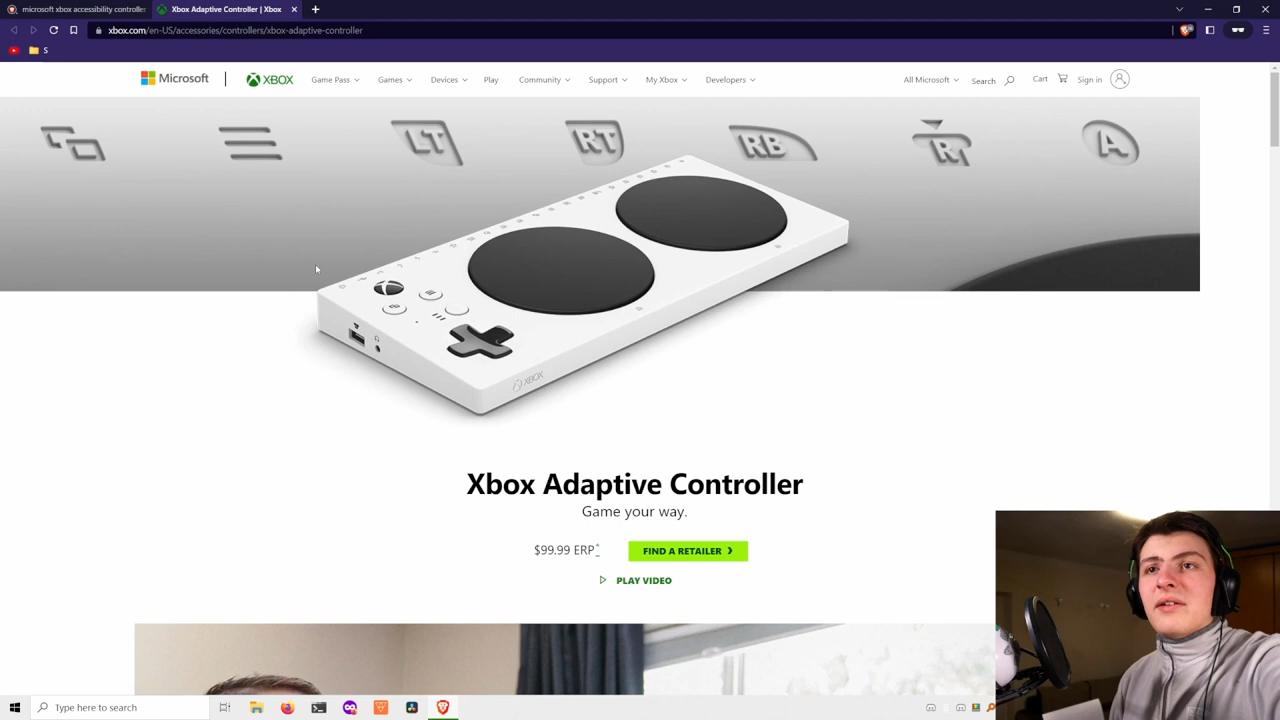 microsoft xbox accessibility controller
Xbox Adaptive Controller | Xbox
xbox.com/en-US/accessories/controllers/xbox-adaptive-controller
S
Microsoft
XBOX
Game Pass
Games
Devices
Play
Community
Support
My Xbox
Developers
All Microsoft
Search
Cart
Sign in
LT
RT
RB
R
A
XBOX
Xbox Adaptive Controller
Game your way.
$99.99 ERP*
FIND A RETAILER
PLAY VIDEO
Type here to search